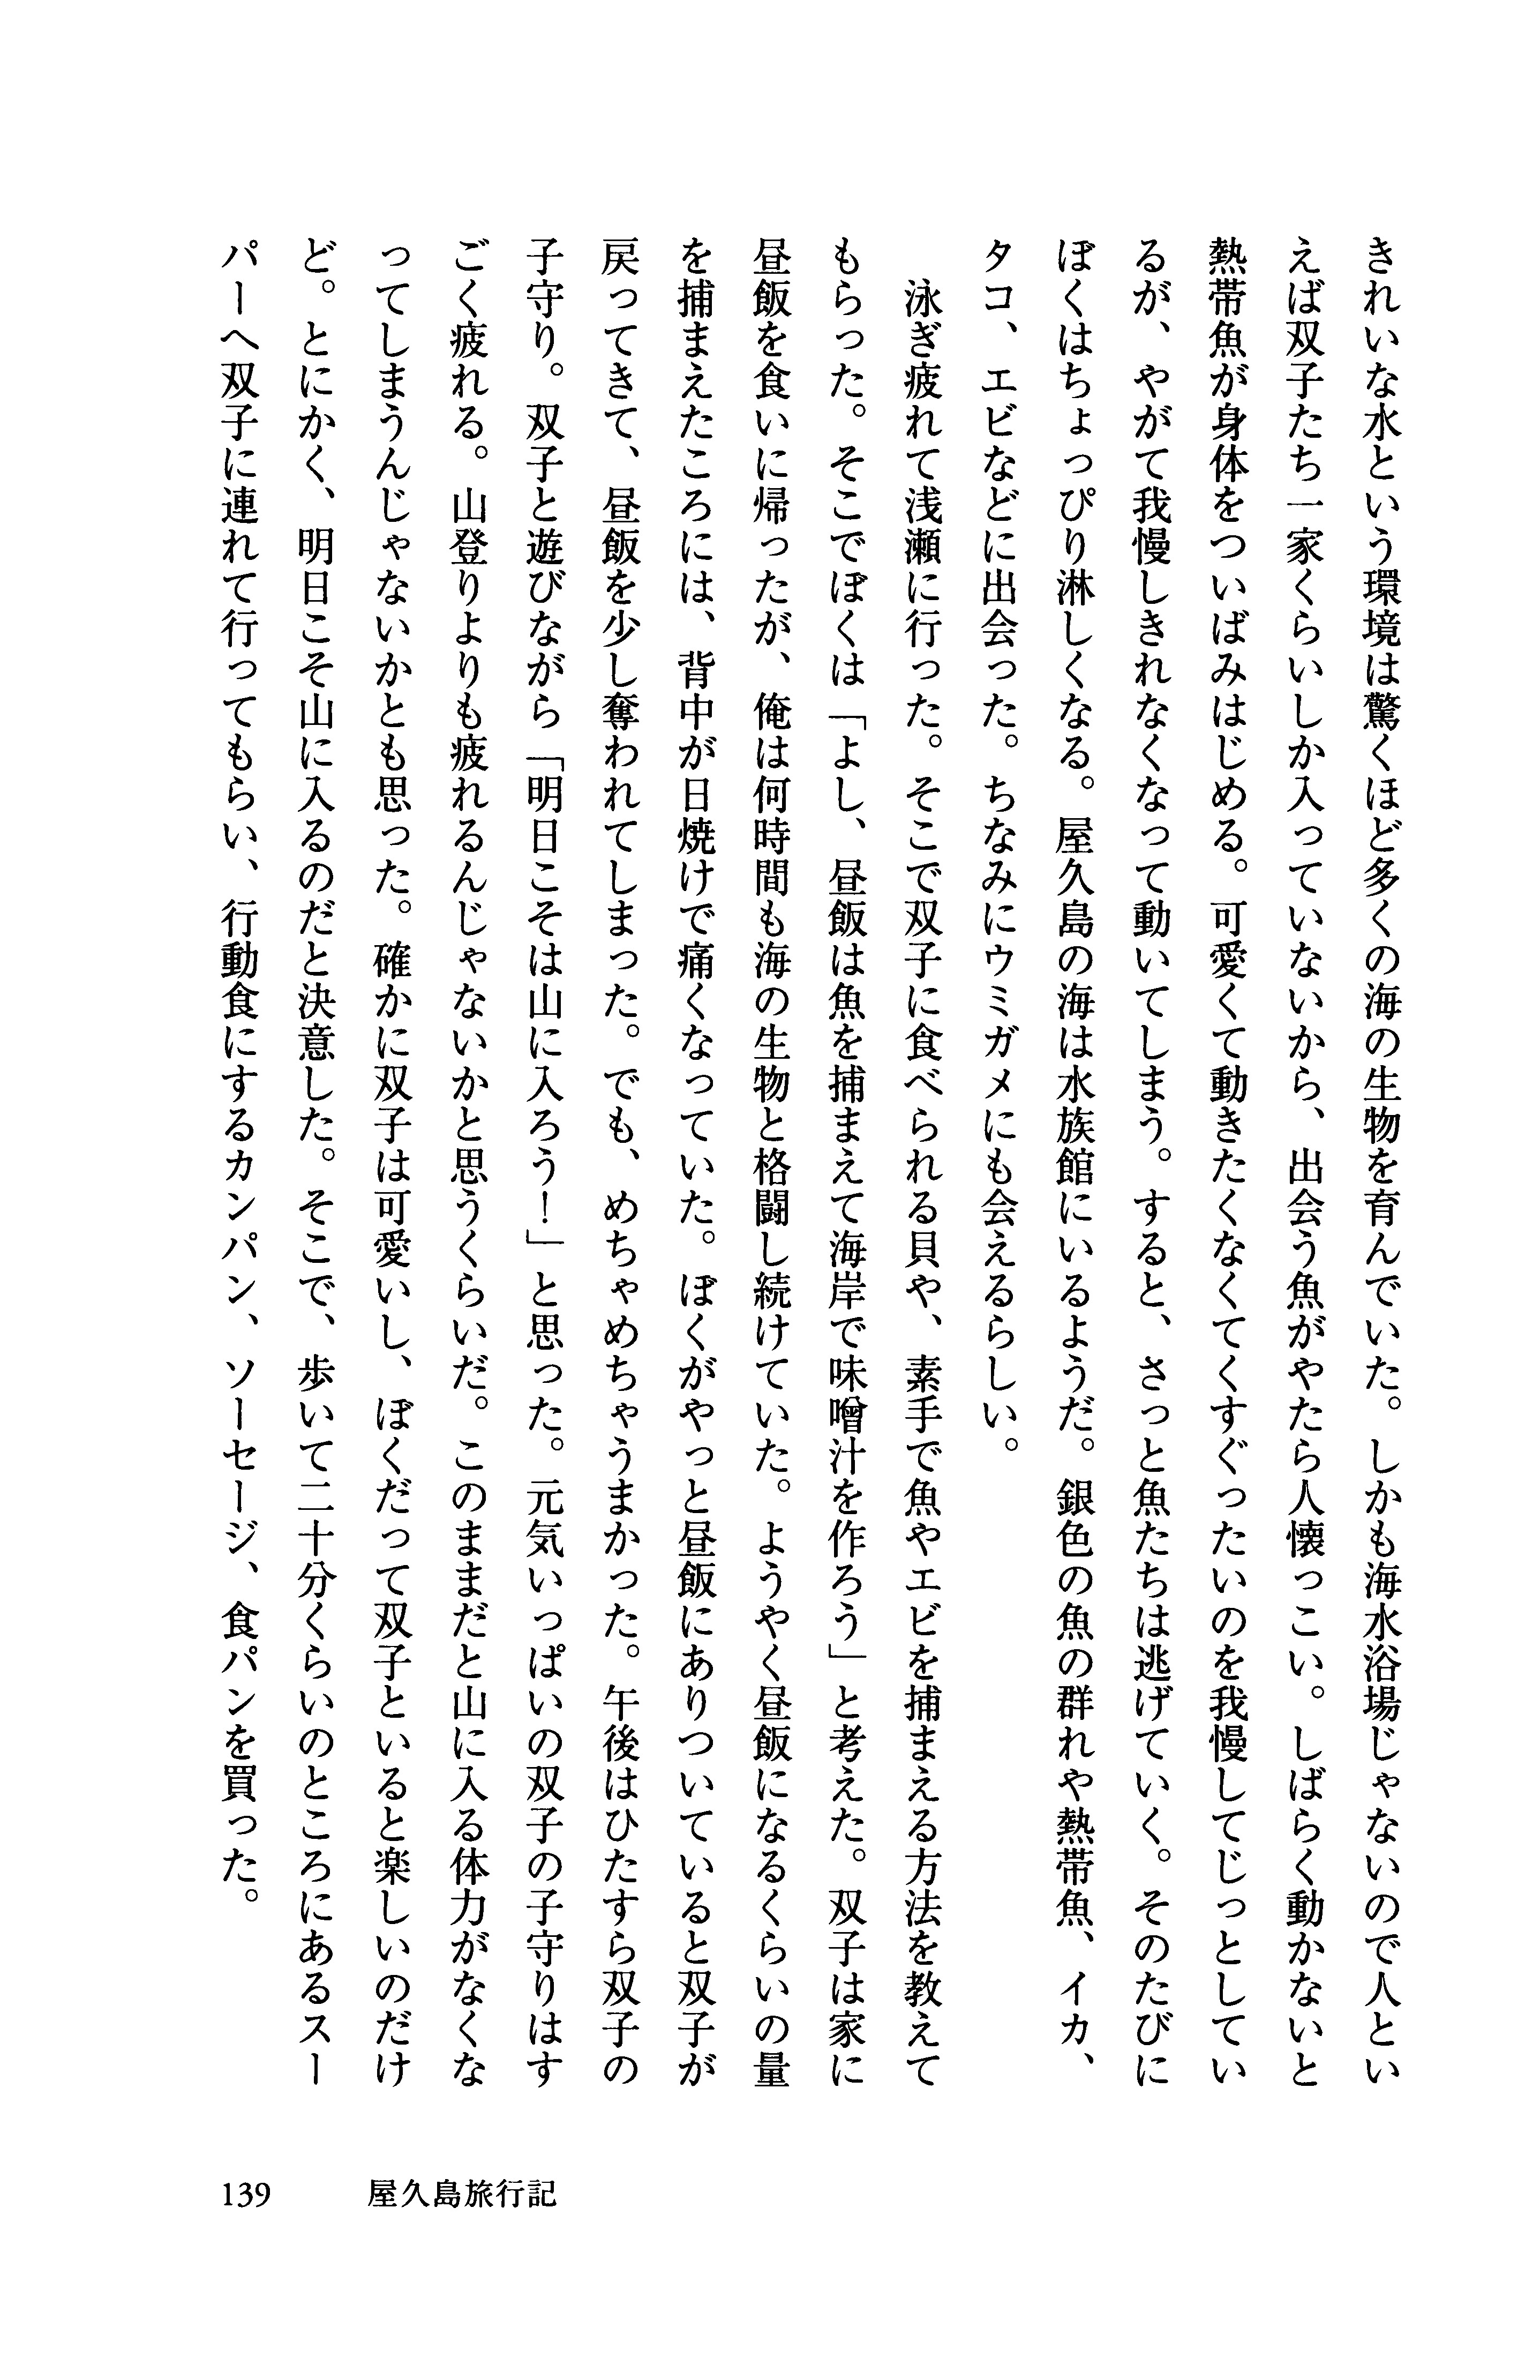 きれいな水という環境は驚くほど多くの海の生物を育んでいた。しかも海水浴場じゃないので人とい
えば双子たち一家くらいしか入っていないから、出会う魚がやたら人懐っこい。しばらく動かないと
熱帯魚が身体をついばみはじめる。可愛くて動きたくなくてくすぐったいのを我慢してじっとしてい
るが、やがて我慢しきれなくなって動いてしまう。すると、さっと魚たちは逃げていく。そのたびに
ぼくはちょっぴり淋しくなる。屋久島の海は水族館にいるようだ。銀色の魚の群れや熱帯魚、イカ、
タコ、エビなどに出会った。ちなみにウミガメにも会えるらしい。
　泳ぎ疲れて浅瀬に行った。そこで双子に食べられる貝や、素手で魚やエビを捕まえる方法を教えて
もらった。そこでぼくは「よし、昼飯は魚を捕まえて海岸で味噌汁を作ろう」と考えた。双子は家に
昼飯を食いに帰ったが、俺は何時間も海の生物と格闘し続けていた。ようやく昼飯になるくらいの量
を捕まえたころには、背中が日焼けで痛くなっていた。ぼくがやっと昼飯にありついていると双子が
戻ってきて、昼飯を少し奪われてしまった。でも、めちゃめちゃうまかった。午後はひたすら双子の
子守り。双子と遊びながら「明日こそは山に入ろう！」と思った。元気いっぱいの双子の子守りはす
ごく疲れる。山登りよりも疲れるんじゃないかと思うくらいだ。このままだと山に入る体力がなくな
ってしまうんじゃないかとも思った。確かに双子は可愛いし、ぼくだって双子といると楽しいのだけ
ど。とにかく、明日こそ山に入るのだと決意した。そこで、歩いて二十分くらいのところにあるスー
パーへ双子に連れて行ってもらい、行動食にするカンパン、ソーセージ、食パンを買った。
139　屋久島旅行記